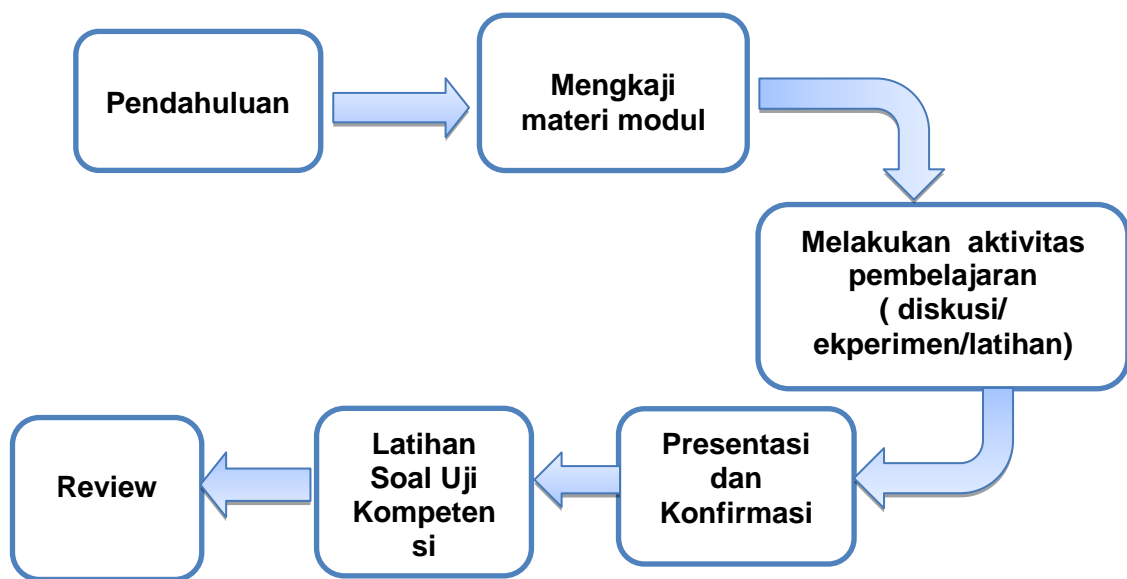 Pendahuluan
Mengkaji
materi modul
Melakukan aktivitas
pembelajaran
( diskusi/
ekperimen/latihan)
Presentasi
dan
Konfirmasi
Latihan
Soal Uji
Kompeten
si
Review